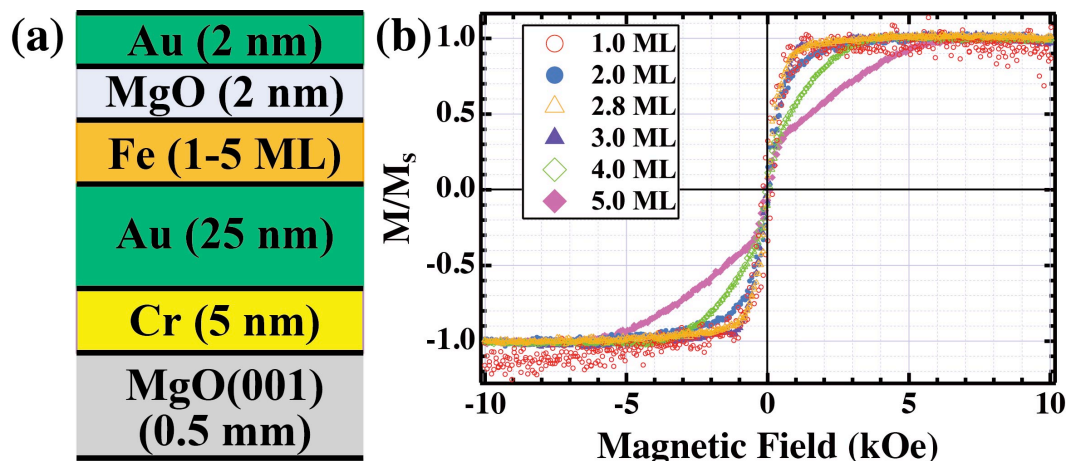 (a)
Au (2 nm)
MgO (2 nm)
Fe (1-5 ML)
Au (25 nm)
Cr (5 nm)
MgO(001)
(0.5 mm)
(b)
M/Ms
1.0
0.5
0.0
-0.5
-1.0
1.0 ML
2.0 ML
2.8 ML
3.0 ML
4.0 ML
5.0 ML
-10 -5 0 5 10
Magnetic Field (kOe)